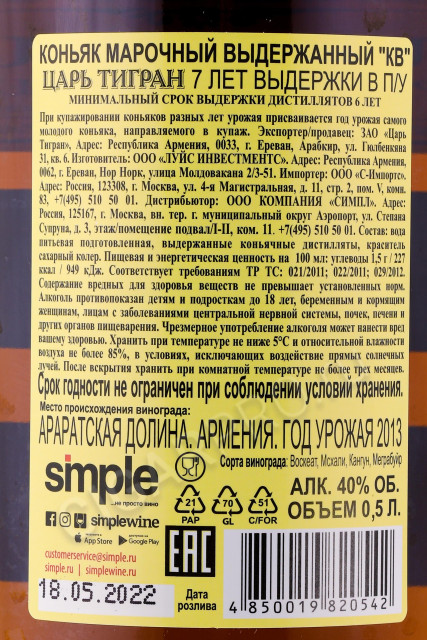 КОНЬЯК МАРОЧНЫЙ ВЫДЕРЖАННЫЙ "КВ"
ЦАРЬ ТИГРАН 7 ЛЕТ ВЫДЕРЖКИ В П/У
МИНИМАЛЬНЫЙ СРОК ВЫДЕРЖКИ ДИСТИЛЛЯТОВ 6 ЛЕТ
При купажировании коньяков разных лет урожая присваивается год урожая самого
молодого коньяка, направляемого в купаж. Экспортер/продавец: ЗАО «Царь
Тигран», Адрес: Республика Армения, 0033, г. Ереван, Арабкир, ул. Гюлбенкяна
31, кв. 6. Изготовитель: ООО «ЛУЙС ИНВЕСТМЕНТС». Адрес: Республика Армения,
0062, г. Ереван, Нор Норк, улица Молдовакана 2/3-51. Импортер: ООО «С-Импортс».
Адрес: Россия, 123308, г. Москва, ул. 4-я Магистральная, д. 11, стр. 2, пом. V, комн.
83, +7(495) 510 50 01. Дистрибьютор: ООО КОМПАНИЯ «СИМПЛ». Адрес:
Россия, 125167, г. Москва, вн. тер. г. муниципальный округ Аэропорт, ул. Степана
Супруна, д. 3, этаж/помещение подвал/I-II, ком. 11. +7(495) 510 50 01. Состав: вода
питьевая подготовленная, выдержанные коньячные дистилляты, краситель
сахарный колер. Пищевая и энергетическая ценность на 100 мл: углеводы 1,5 г / 227
ккал / 949 кДж. Соответствует требованиям ТР ТС: 021/2011; 022/2011; 029/2012.
Содержание вредных для здоровья веществ не превышает установленных норм.
Алкоголь противопоказан детям и подросткам до 18 лет, беременным и кормящим
женщинам, лицам с заболеваниями центральной нервной системы, почек, печени и
других органов пищеварения. Чрезмерное употребление алкоголя может нанести вред
вашему здоровью. Хранить при температуре не ниже 5°С и относительной влажности
воздуха не более 85%, в условиях, исключающих воздействие прямых солнечных
лучей. После вскрытия хранить при комнатной температуре не более трех месяцев.
Срок годности не ограничен при соблюдении условий хранения.
Место происхождения винограда:
АРАРАТСКАЯ ДОЛИНА. АРМЕНИЯ. ГОД УРОЖАЯ 2013
Сорта винограда: Воскеат, Мсхали, Кангун, Меграбуйр
simple
...не просто вино
21
PAP
70
GL
51
C/FOR
АЛК. 40% ОБ.
ОБЪЕМ 0,5 Л.
simplewine
Загрузите в
App Store
Доступно в
Google Play
customerservice@simple.ru
simple.ru | simplewine.ru
EAC
18.05.2022
Дата
розлива
4 850019 820542